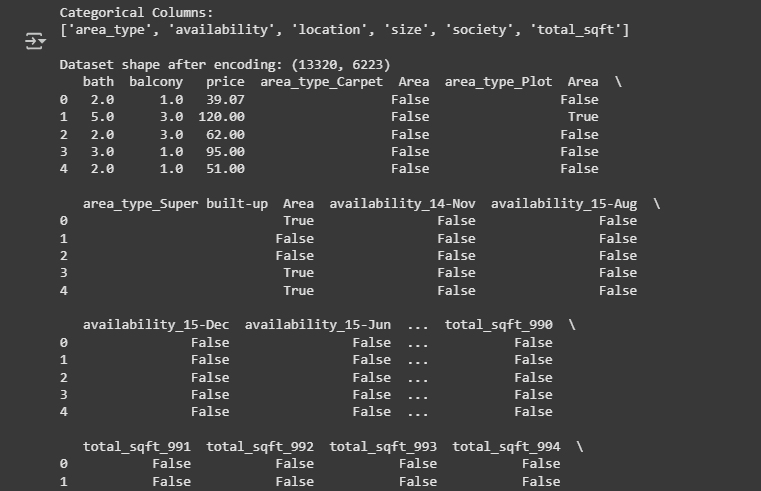 Categorical Columns:
['area_type', 'availability', 'location', 'size', 'society', 'total_sqft']
Dataset shape after encoding: (13320, 6223)
bath balcony price area_type_Carpet Area area_type_Plot Area \
0 2.0 1.0 39.07 False False
1 5.0 3.0 120.00 False True
2 2.0 3.0 62.00 False False
3 3.0 1.0 95.00 False False
4 2.0 1.0 51.00 False False
area_type_Super built-up Area availability_14-Nov availability_15-Aug \
0 True False False
1 False False False
2 False False False
3 True False False
4 True False False
availability_15-Dec availability_15-Jun ... total_sqft_990 \
0 False False ... False
1 False False ... False
2 False False ... False
3 False False ... False
4 False False ... False
total_sqft_991 total_sqft_992 total_sqft_993 total_sqft_994 \
0 False False False False
1 False False False False